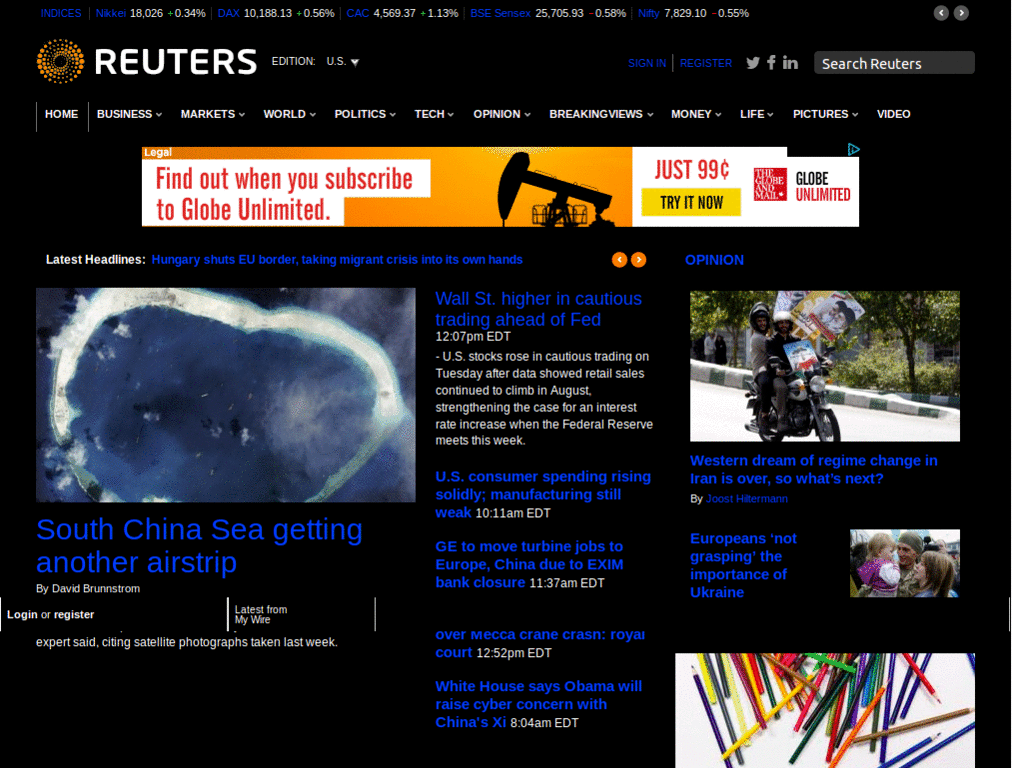 INDICES Nikkei 18,026 +0.34% DAX 10,188.13 +0.56% CAC 4,569.37 +1.13% BSE Sensex 25,705.93 -0.58% Nifty 7,829.10 -0.55%
REUTERS EDITION: U.S. SIGN IN REGISTER Search Reuters
HOME BUSINESS MARKETS WORLD POLITICS TECH OPINION BREAKINGVIEWS MONEY LIFE PICTURES VIDEO
Legal
Find out when you subscribe
to Globe Unlimited.
JUST 99¢
TRY IT NOW
THE GLOBE AND MAIL
GLOBE
UNLIMITED
Latest Headlines: Hungary shuts EU border, taking migrant crisis into its own hands
South China Sea getting
another airstrip
By David Brunnstrom
Login or register
Latest from
My Wire
expert said, citing satellite photographs taken last week.
Wall St. higher in cautious
trading ahead of Fed
12:07pm EDT
- U.S. stocks rose in cautious trading on
Tuesday after data showed retail sales
continued to climb in August,
strengthening the case for an interest
rate increase when the Federal Reserve
meets this week.
U.S. consumer spending rising
solidly; manufacturing still
weak 10:11am EDT
GE to move turbine jobs to
Europe, China due to EXIM
bank closure 11:37am EDT
over Mecca crane crash: royal
court 12:52pm EDT
White House says Obama will
raise cyber concern with
China's Xi 8:04am EDT
OPINION
Western dream of regime change in
Iran is over, so what's next?
By Joost Hiltermann
Europeans ‘not
grasping’ the
importance of
Ukraine